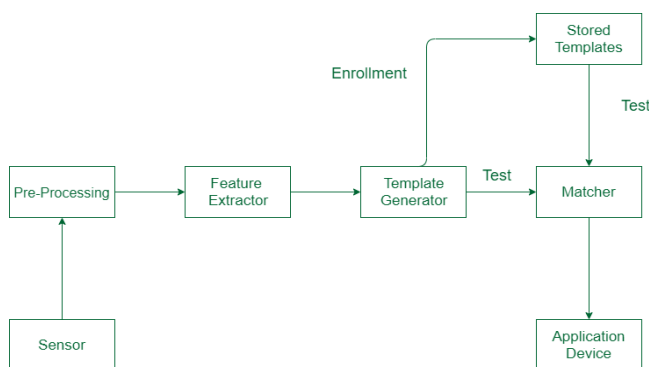 Stored
Templates
Enrollment
Test
Pre-Processing
Feature
Extractor
Template
Generator
Test
Matcher
Sensor
Application
Device